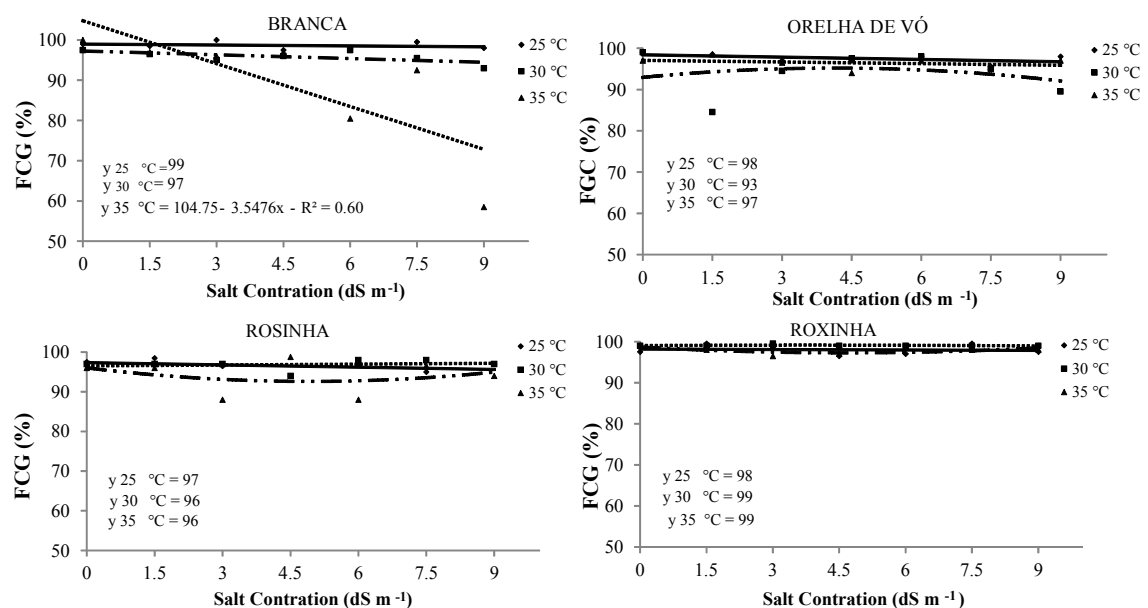 BRANCA
FCG (%)
100
90
80
70
60
50
0 1.5 3 4.5 6 7.5 9
Salt Contration (dS m -1)
25 °C
30 °C
35 °C
y 25 °C = 99
y 30 °C = 97
y 35 °C = 104.75 - 3.5476x - R² = 0.60
ORELHA DE VÓ
FGC (%)
100
90
80
70
60
50
0 1.5 3 4.5 6 7.5 9
Salt Contration (dS m -1)
25 °C
30 °C
35 °C
y 25 °C = 98
y 30 °C = 93
y 35 °C = 97
ROSINHA
FCG (%)
100
90
80
70
60
50
0 1.5 3 4.5 6 7.5 9
Salt Contration (dS m -1)
25 °C
30 °C
35 °C
y 25 °C = 97
y 30 °C = 96
y 35 °C = 96
ROXINHA
FCG (%)
100
90
80
70
60
50
0 1.5 3 4.5 6 7.5 9
Salt Contration (dS m -1)
25 °C
30 °C
35 °C
y 25 °C = 98
y 30 °C = 99
y 35 °C = 99